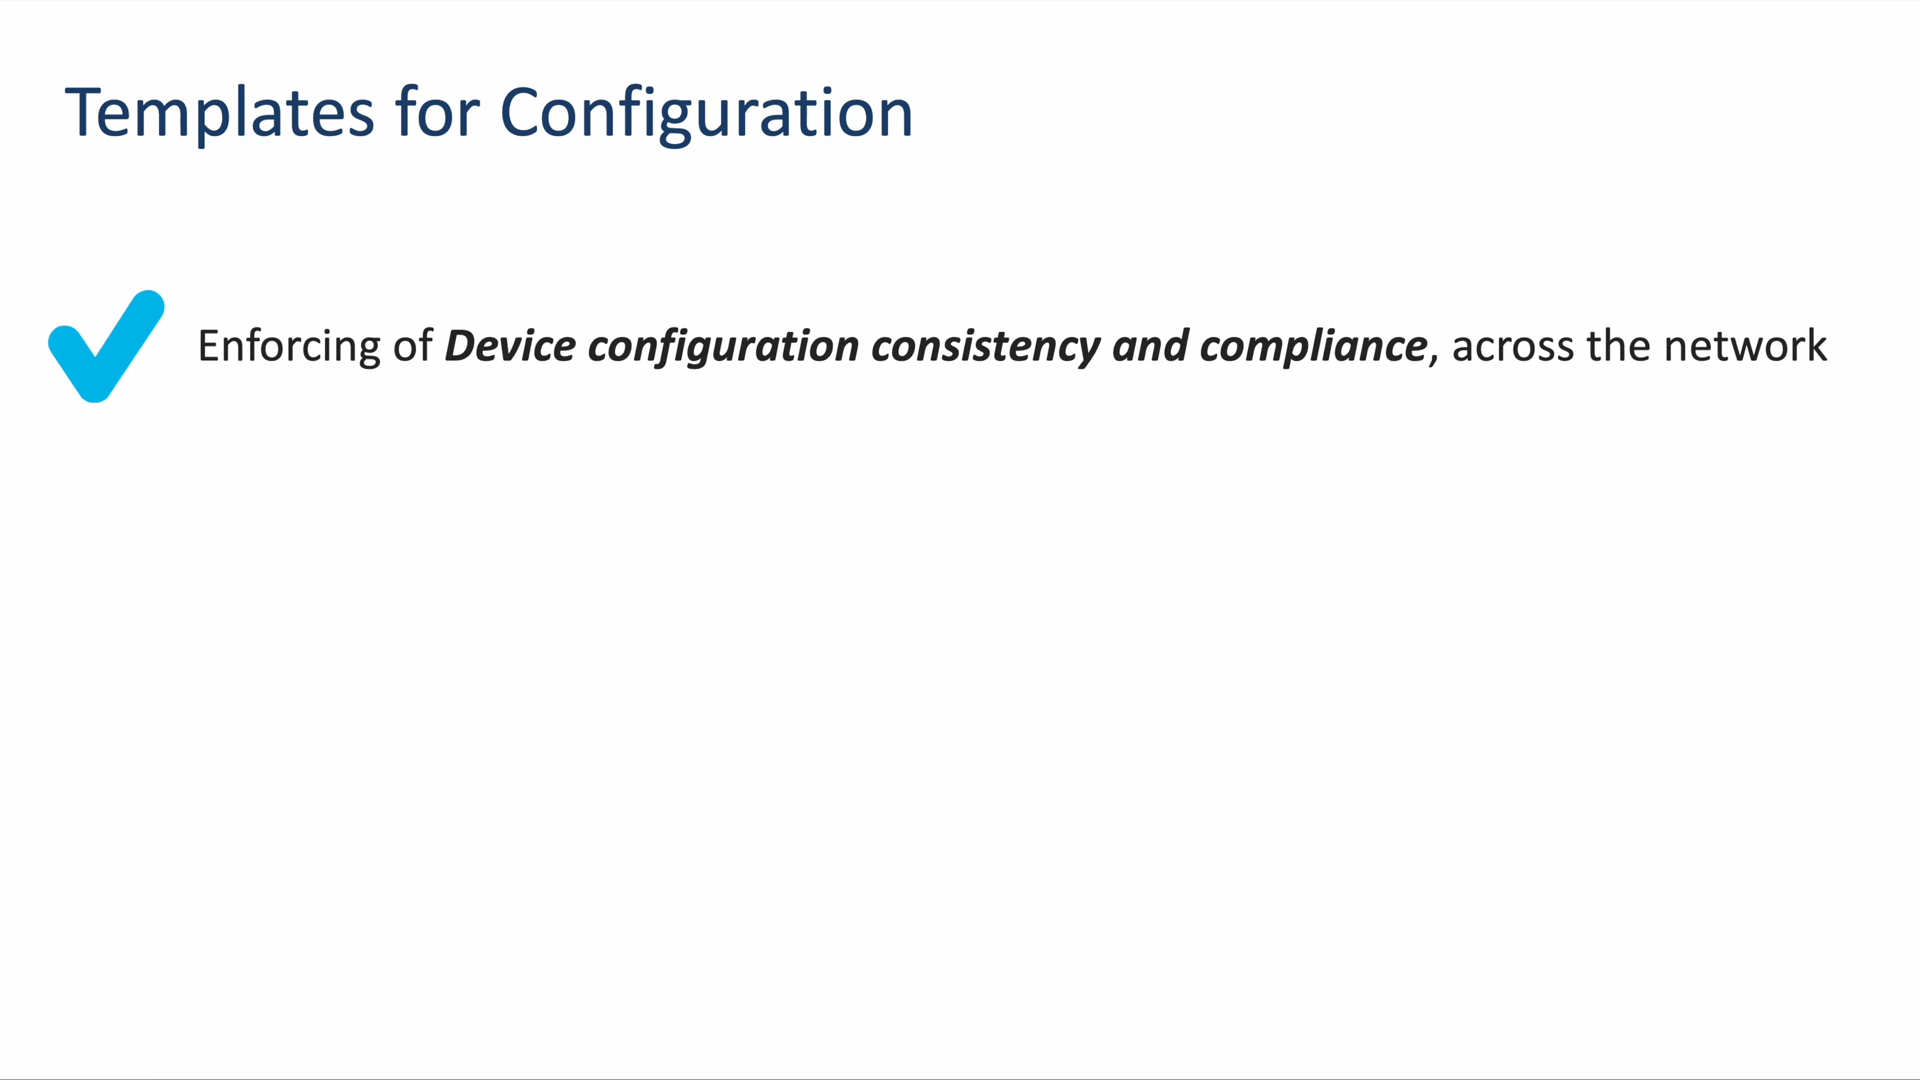 Templates for Configuration
Enforcing of Device configuration consistency and compliance, across the network